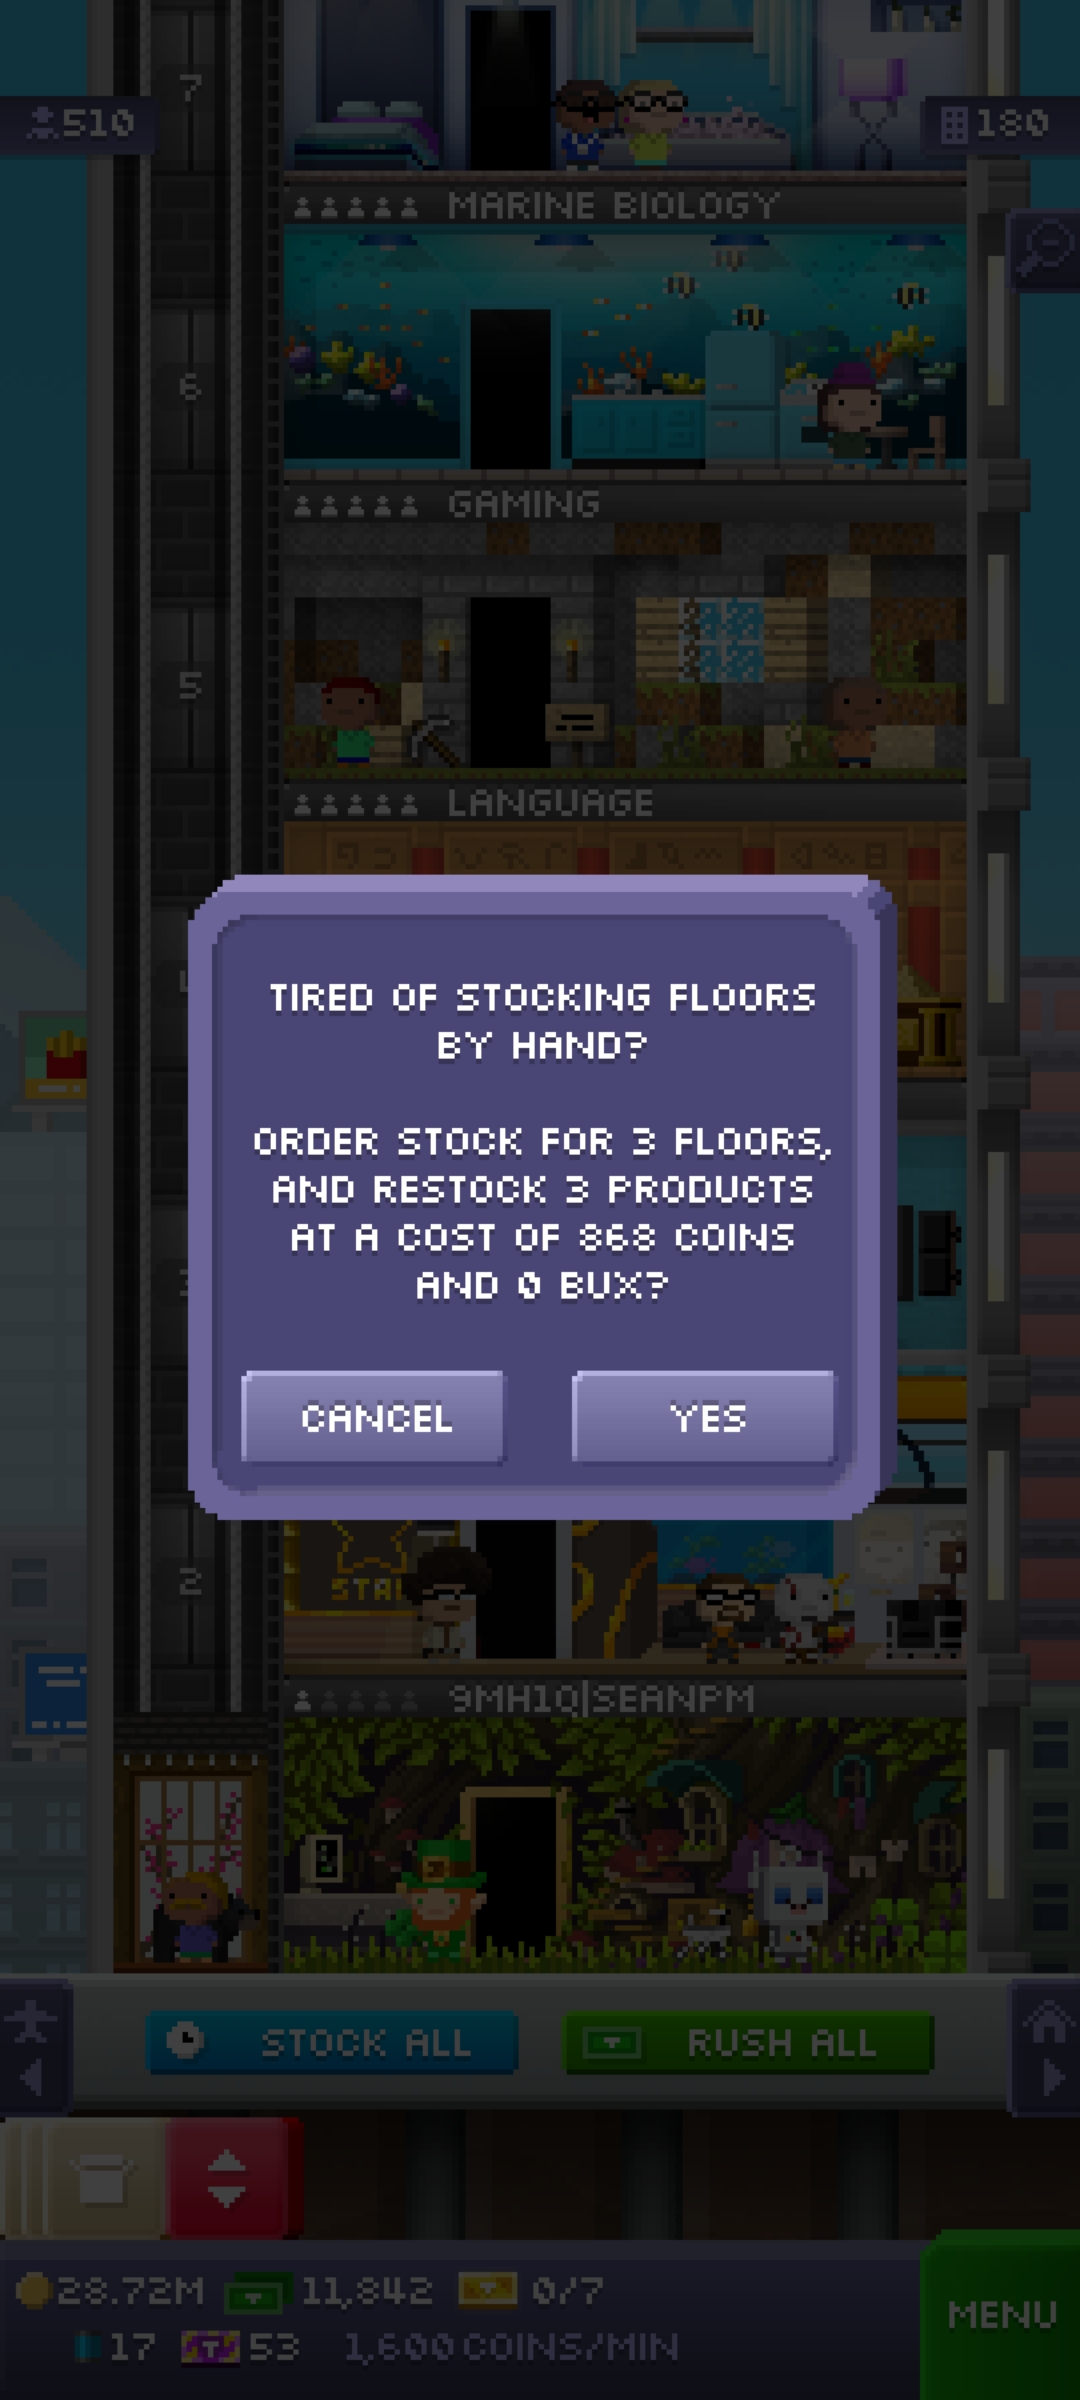 7
510
180
MARINE BIOLOGY
6
GAMING
5
LANGUAGE
TIRED OF STOCKING FLOORS
BY HAND?
ORDER STOCK FOR 3 FLOORS,
AND RESTOCK 3 PRODUCTS
AT A COST OF 868 COINS
AND 0 BUX?
CANCEL
YES
2
9MH1Q|SEANPM
STOCK ALL
RUSH ALL
28.72M
11,842
0/7
MENU
17
53
1,600 COINS/MIN